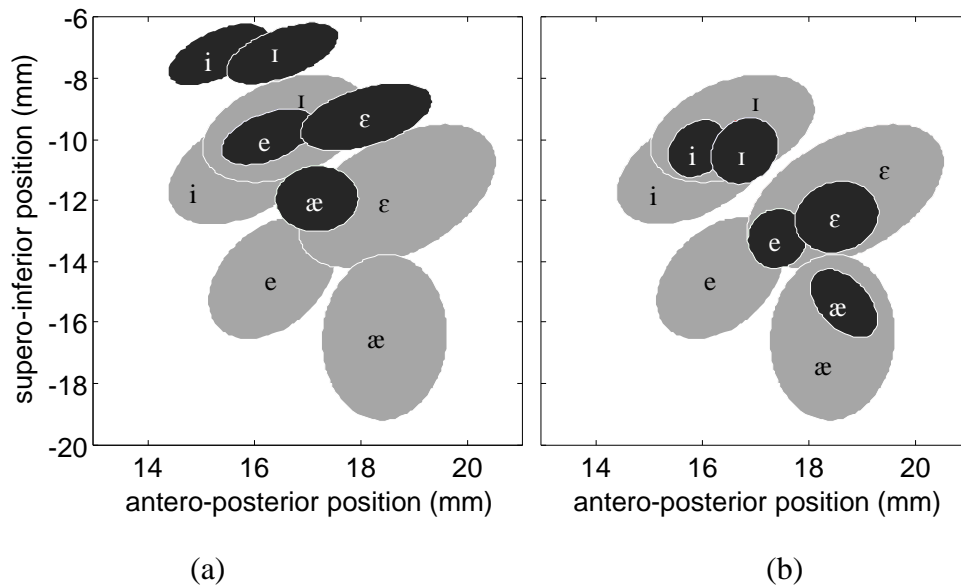 -6
-8
-10
-12
-14
-16
-18
-20
supero-inferior position (mm)
i
ɪ
ɪ
e
ɛ
i
æ
ɛ
e
æ
14 16 18 20
antero-posterior position (mm)
(a)
ɪ
i
ɪ
i
ɛ
ɛ
e
e
æ
æ
14 16 18 20
antero-posterior position (mm)
(b)